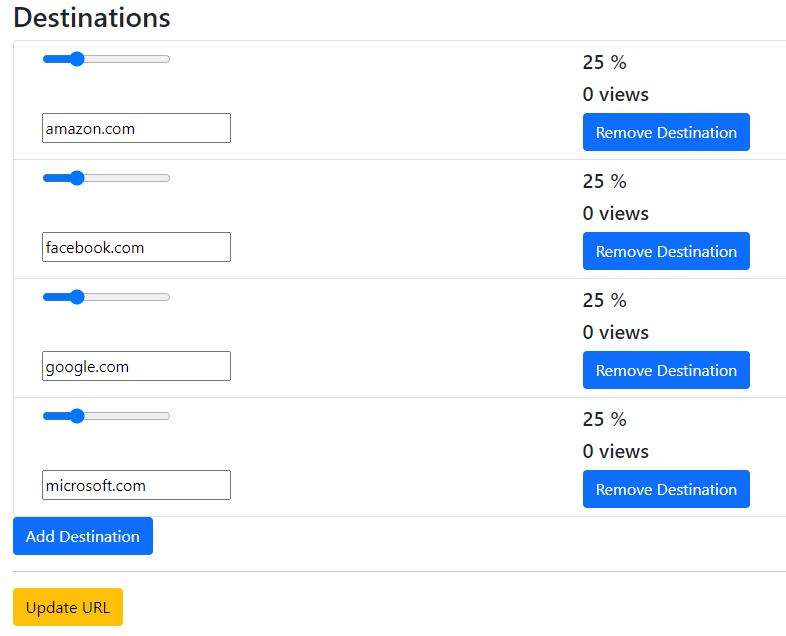 Destinations
25 %
0 views
amazon.com
Remove Destination
25 %
0 views
facebook.com
Remove Destination
25 %
0 views
google.com
Remove Destination
25 %
0 views
microsoft.com
Remove Destination
Add Destination
Update URL